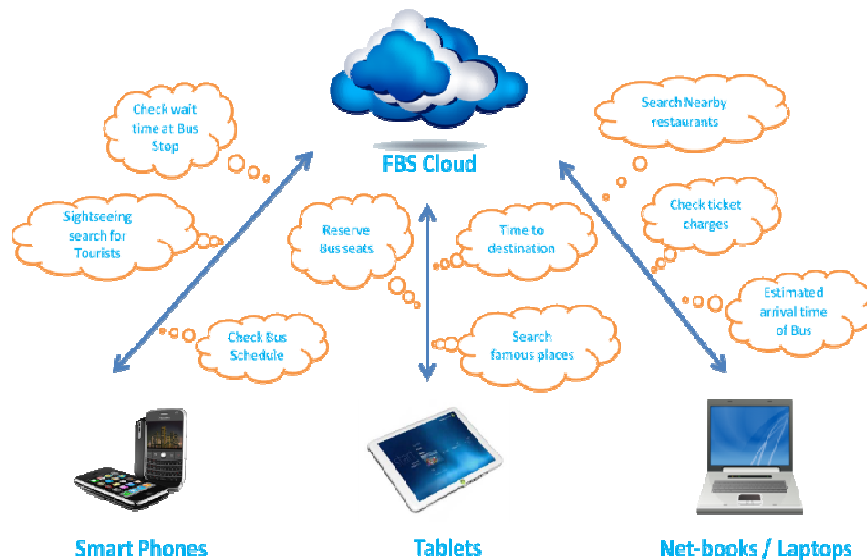 Check wait
time at Bus
Stop
Search Nearby
restaurants
FBS Cloud
Sightseeing
search for
Tourists
Reserve
Bus seats
Time to
destination
Check ticket
charges
Estimated
arrival time
of Bus
Check Bus
Schedule
Search
famous places
Smart Phones
Tablets
Net-books / Laptops